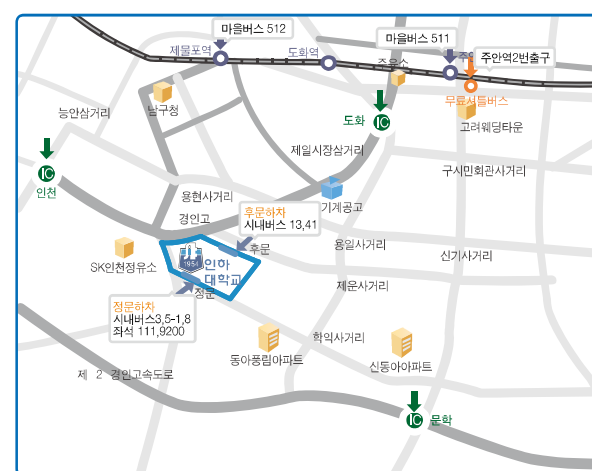 마을버스 512
마을버스 511
제물포역
도화역
주유소
주안역2번출구
무료셔틀버스
남구청
능안삼거리
도화
IC
고려웨딩타운
제일시장삼거리
구시민회관사거리
IC
인천
용현사거리
기계공고
경인고
후문하차
시내버스 13,41
용일사거리
후문
신기사거리
SK인천정유소
1954
인하
대학교
정문
제운사거리
정문하차
시내버스3,5-1,8
좌석 111,9200
학익사거리
동아풍림아파트
신동아아파트
제 2 경인고속도로
IC
문학